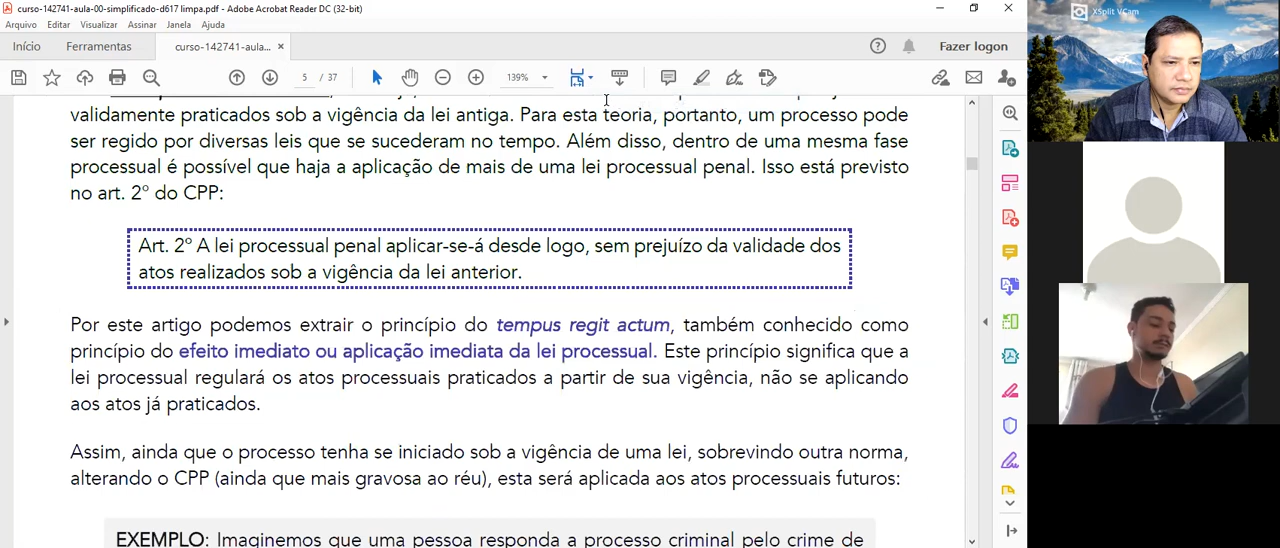 curso-142741-aula-00-simplificado-d617 limpa.pdf - Adobe Acrobat Reader DC (32-bit)
Arquivo Editar Visualizar Assinar Janela Ajuda
Início Ferramentas curso-142741-aula... × Fazer logon
5 / 37 139%
validamente praticados sob a vigência da lei antiga. Para esta teoria, portanto, um processo pode
ser regido por diversas leis que se sucederam no tempo. Além disso, dentro de uma mesma fase
processual é possível que haja a aplicação de mais de uma lei processual penal. Isso está previsto
no art. 2º do CPP:
Art. 2º A lei processual penal aplicar-se-á desde logo, sem prejuízo da validade dos
atos realizados sob a vigência da lei anterior.
Por este artigo podemos extrair o princípio do tempus regit actum, também conhecido como
princípio do efeito imediato ou aplicação imediata da lei processual. Este princípio significa que a
lei processual regulará os atos processuais praticados a partir de sua vigência, não se aplicando
aos atos já praticados.
Assim, ainda que o processo tenha se iniciado sob a vigência de uma lei, sobrevindo outra norma,
alterando o CPP (ainda que mais gravosa ao réu), esta será aplicada aos atos processuais futuros:
EXEMPLO: Imaginemos que uma pessoa responda a processo criminal pelo crime de
XSplit VCam